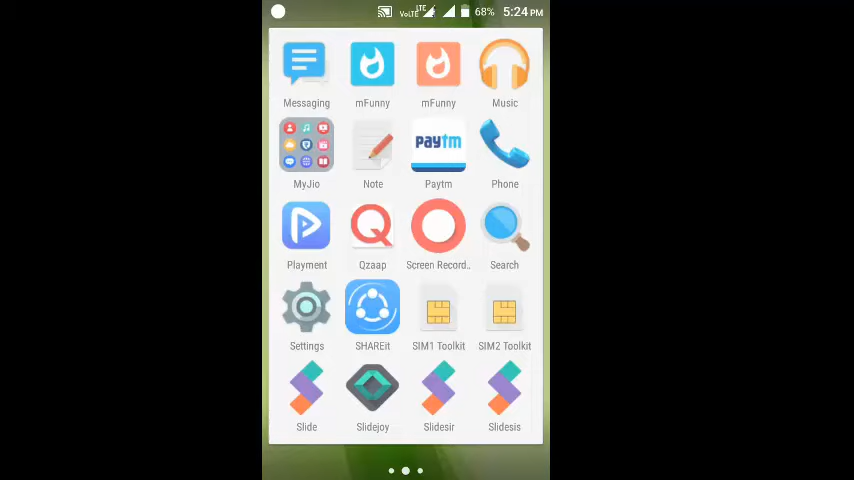 VoLTE LTE 68% 5:24 PM
Messaging mFunny mFunny Music
paytm
MyJio Note Paytm Phone
Playment Qzaap Screen Record.. Search
Settings SHAREit SIM1 Toolkit SIM2 Toolkit
Slide Slidejoy Slidesir Slidesis